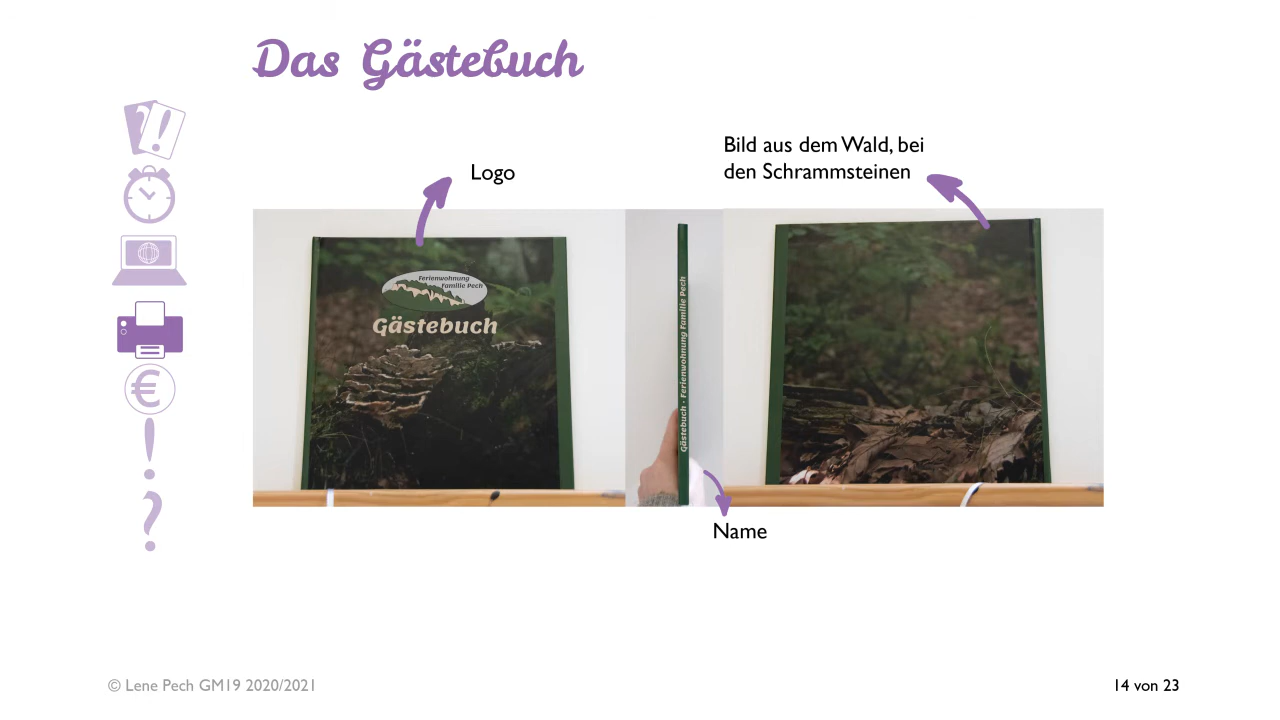 Das Gästebuch
Bild aus dem Wald, bei
den Schrammsteinen
Logo
Ferienwohnung
Familie Pech
Gästebuch
Gästebuch · Ferienwohnung Familie Pech
Name
© Lene Pech GM19 2020/2021
14 von 23